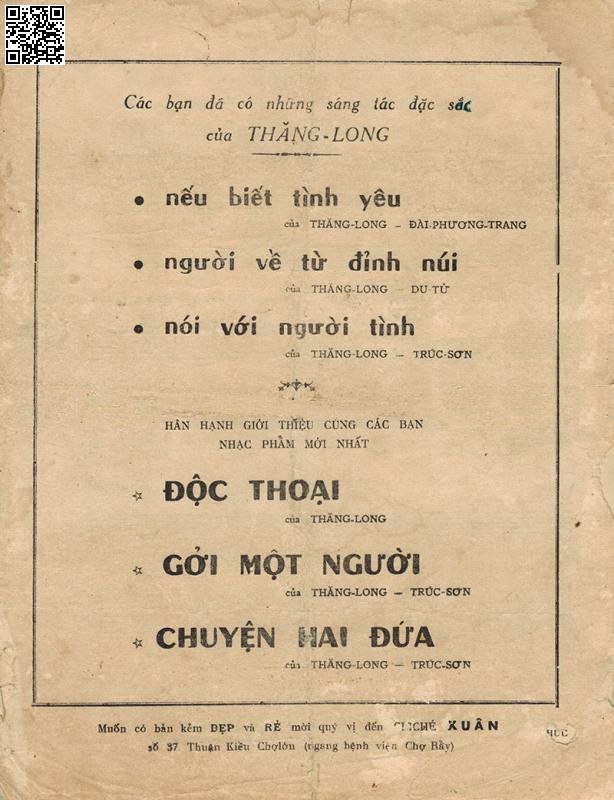 Các bạn đã có những sáng tác đặc sắc
của THĂNG-LONG
• nếu biết tình yêu
của THĂNG-LONG – ĐÀI-PHƯƠNG-TRANG
• người về từ đỉnh núi
của THĂNG-LONG – DU-TỬ
• nói với người tình
của THĂNG-LONG – TRÚC-SƠN
HÂN HẠNH GIỚI THIỆU CÙNG CÁC BẠN
NHẠC PHẨM MỚI NHẤT
☆ ĐỘC THOẠI
của THĂNG-LONG
☆ GỞI MỘT NGƯỜI
của THĂNG-LONG – TRÚC-SƠN
☆ CHUYỆN HAI ĐỨA
của THĂNG-LONG – TRÚC-SƠN
Muốn có bản kẽm ĐẸP và RẺ mời quý vị đến CLICHÉ XUÂN
số 37 Thuận Kiều Chợlớn (ngang bệnh viện Chợ Rẫy)